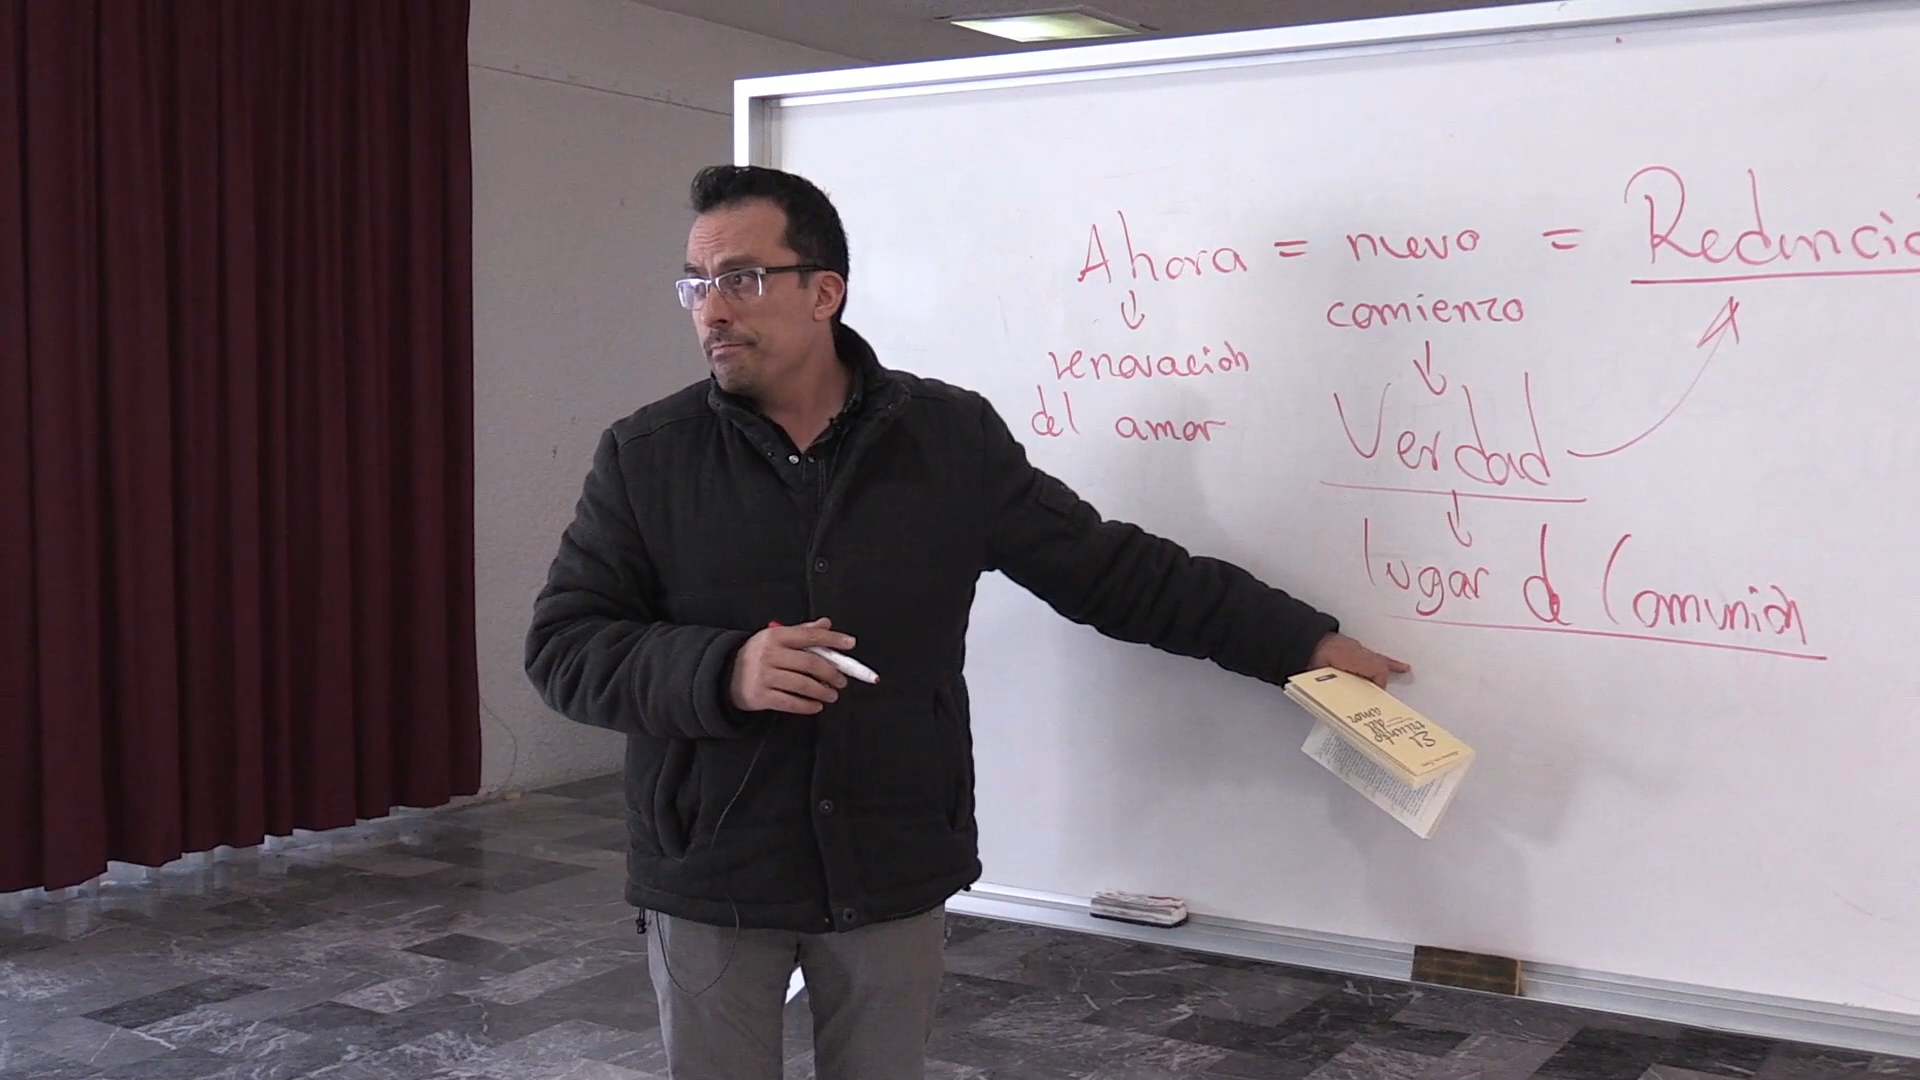 Ahora = nuevo = Redenció
comienzo
renovación
del amor
Verdad
lugar de Comunión
El
triunfo
del
amor